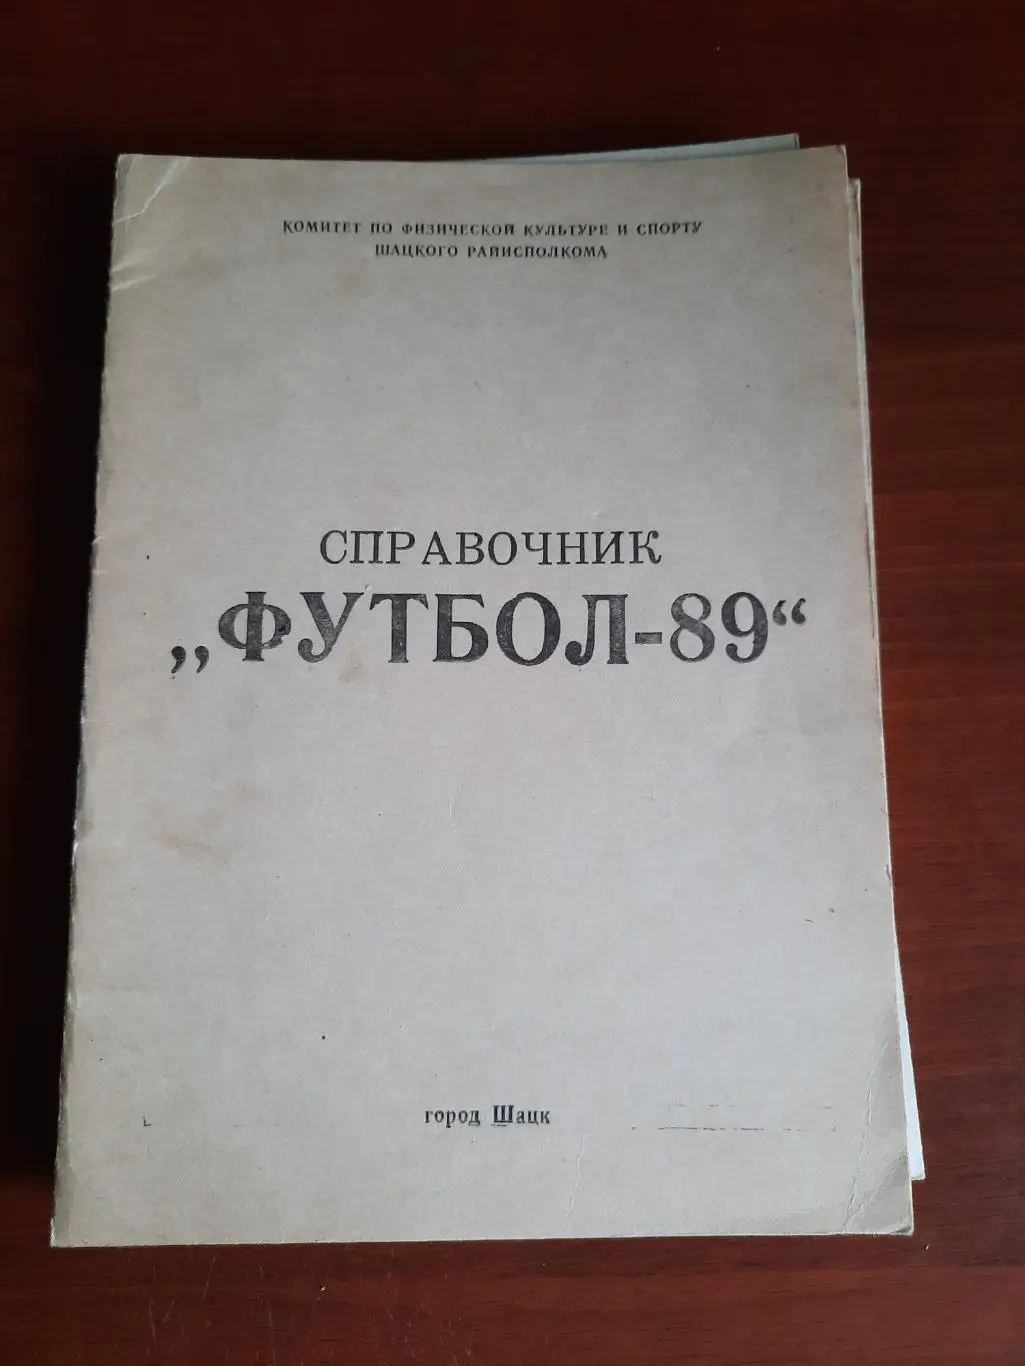 КОМИТЕТ ПО ФИЗИЧЕСКОЙ КУЛЬТУРЕ И СПОРТУ
ШАЦКОГО РАЙИСПОЛКОМА
СПРАВОЧНИК
„ФУТБОЛ-89“
город Шацк